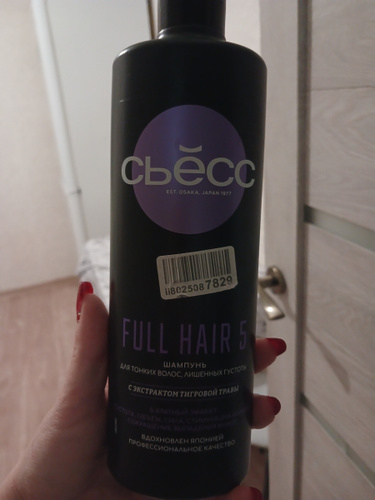 сьёсс
EST. OSAKA, JAPAN 1977
BB025087829
FULL HAIR 5
ШАМПУНЬ
ДЛЯ ТОНКИХ ВОЛОС, ЛИШЕННЫХ ГУСТОТЫ
С ЭКСТРАКТОМ ТИГРОВОЙ ТРАВЫ
ВДОХНОВЛЕН ЯПОНИЕЙ
ПРОФЕССИОНАЛЬНОЕ КАЧЕСТВО